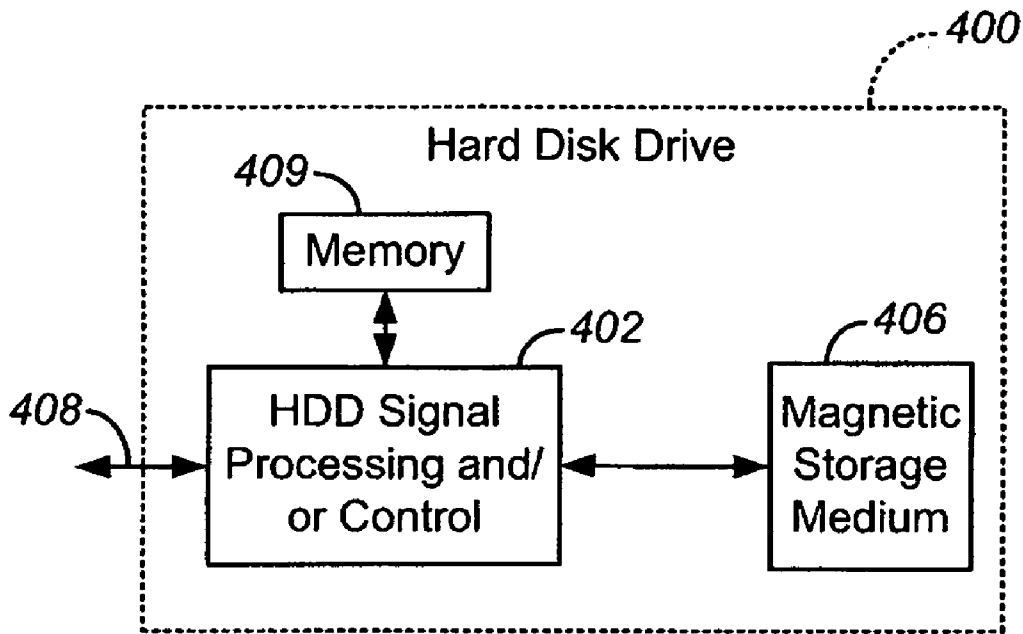 400
Hard Disk Drive
409
Memory
402
406
408
HDD Signal
Processing and/
or Control
Magnetic
Storage
Medium